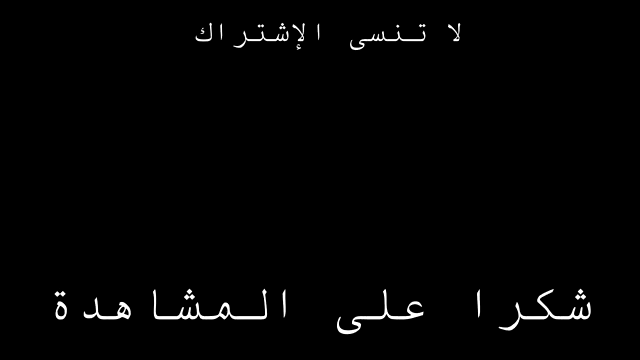 لا تنسى الإشتراك
شكرا على المشاهدة